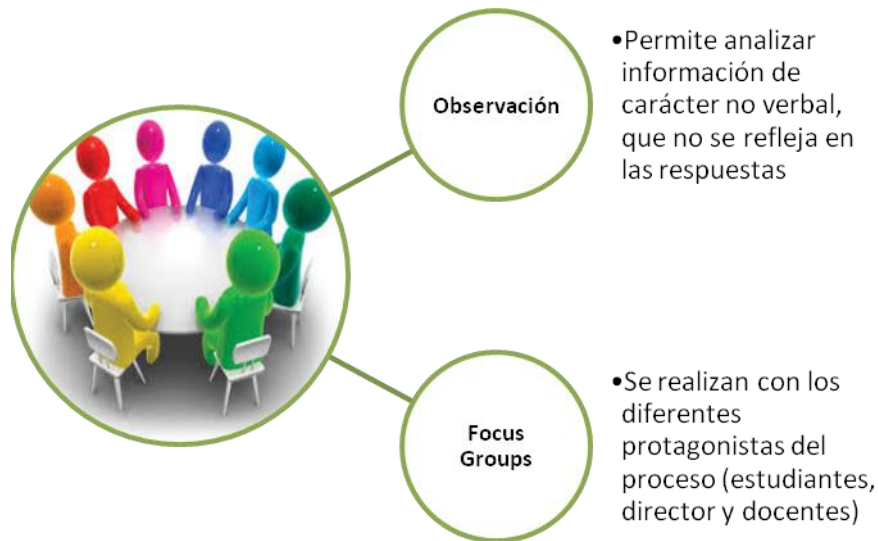 Observación
•Permite analizar
información de
carácter no verbal,
que no se refleja en
las respuestas
Focus
Groups
•Se realizan con los
diferentes
protagonistas del
proceso (estudiantes,
director y docentes)